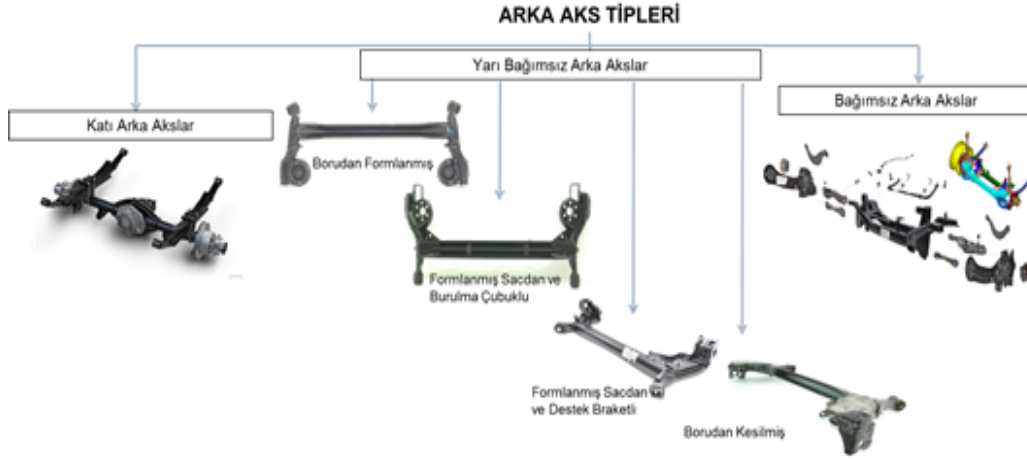 ARKA AKS TİPLERİ
Yarı Bağımsız Arka Akslar
Katı Arka Akslar
Bağımsız Arka Akslar
Borudan Formlanmış
Formlanmış Sacdan ve
Burulma Çubuklu
Formlanmış Sacdan
ve Destek Braketli
Borudan Kesilmiş